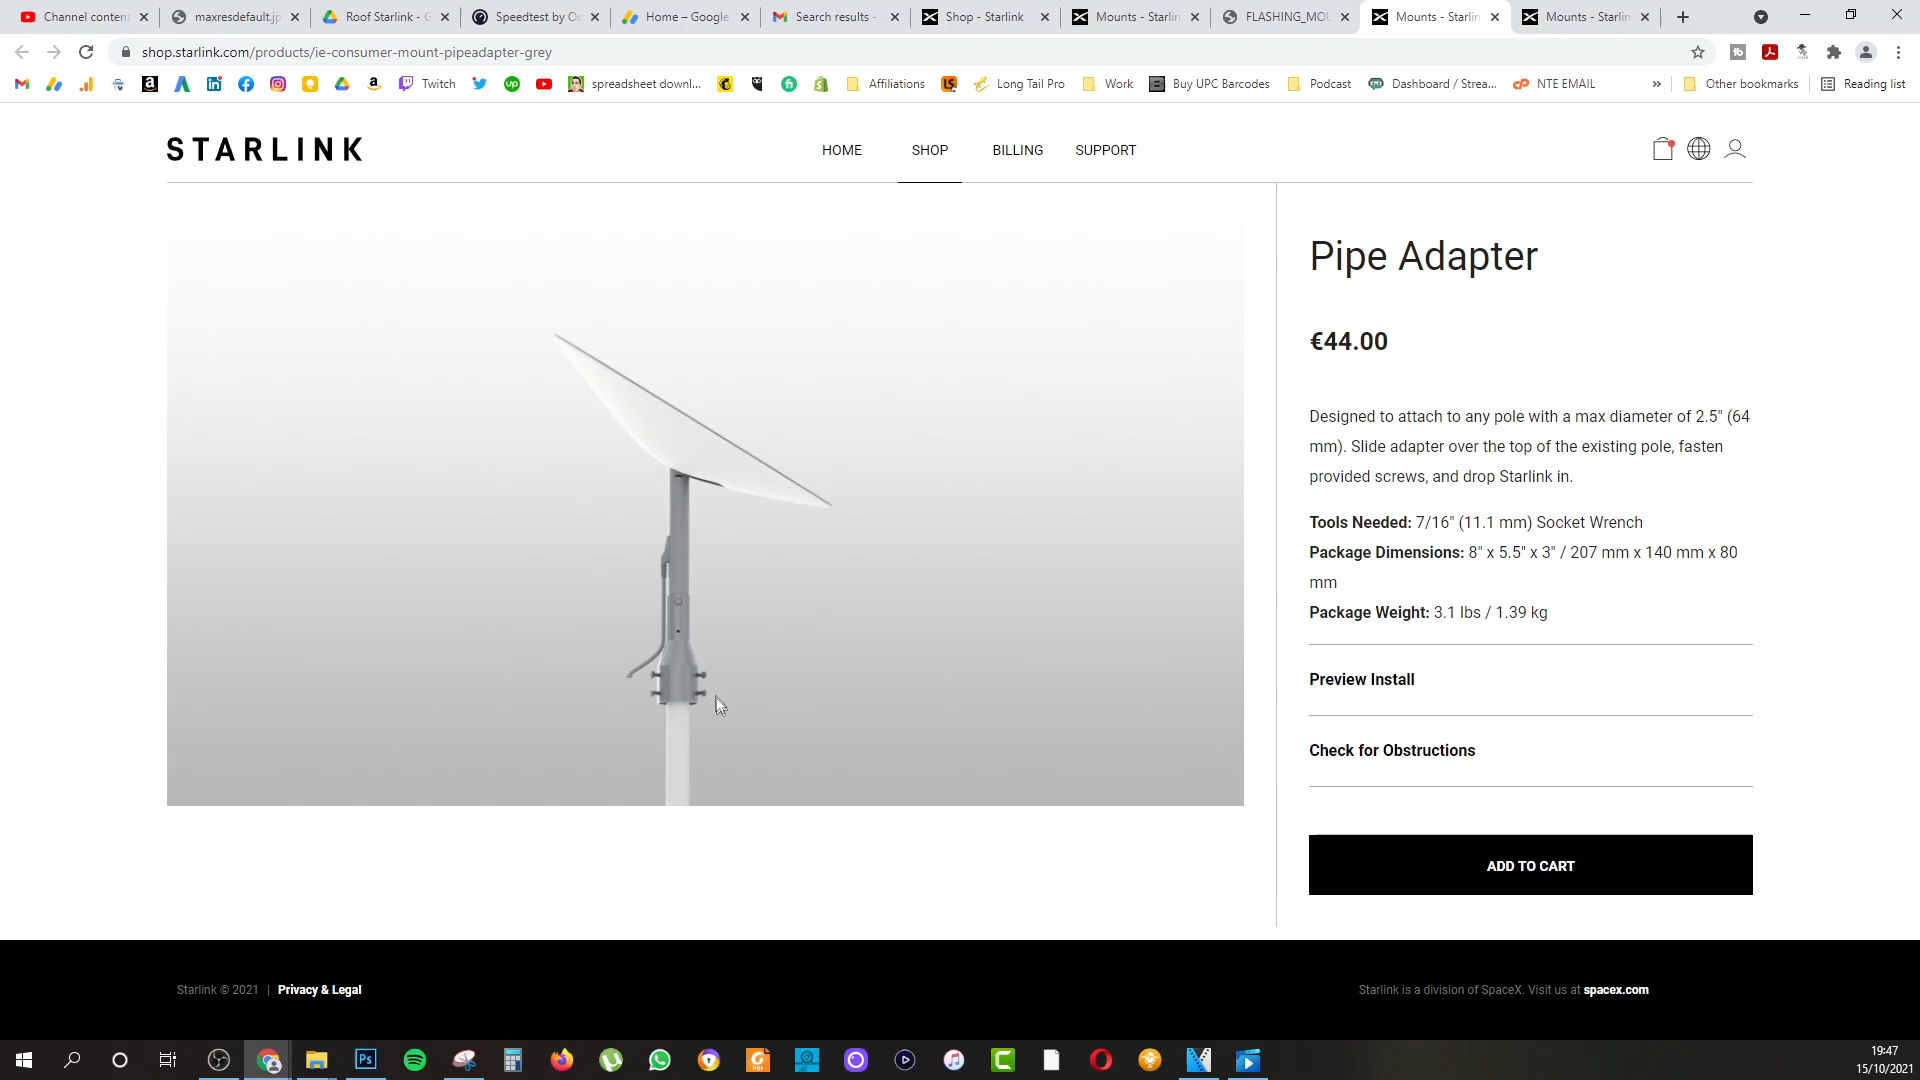 Channel content
maxresdefault.jp
Roof Starlink - G
Speedtest by Oo
Home – Google
Search results -
Shop - Starlink
Mounts - Starlin
FLASHING_MOU
Mounts - Starlin
Mounts - Starlin
shop.starlink.com/products/ie-consumer-mount-pipeadapter-grey
Twitch
spreadsheet downl...
Affiliations
Long Tail Pro
Work
Buy UPC Barcodes
Podcast
Dashboard / Strea...
NTE EMAIL
»
Other bookmarks
Reading list
STARLINK
HOME
SHOP
BILLING
SUPPORT
Pipe Adapter
€44.00
Designed to attach to any pole with a max diameter of 2.5" (64
mm). Slide adapter over the top of the existing pole, fasten
provided screws, and drop Starlink in.
Tools Needed: 7/16" (11.1 mm) Socket Wrench
Package Dimensions: 8" x 5.5" x 3" / 207 mm x 140 mm x 80
mm
Package Weight: 3.1 lbs / 1.39 kg
Preview Install
Check for Obstructions
ADD TO CART
Starlink © 2021 | Privacy & Legal
Starlink is a division of SpaceX. Visit us at spacex.com
Ps
19:47
15/10/2021